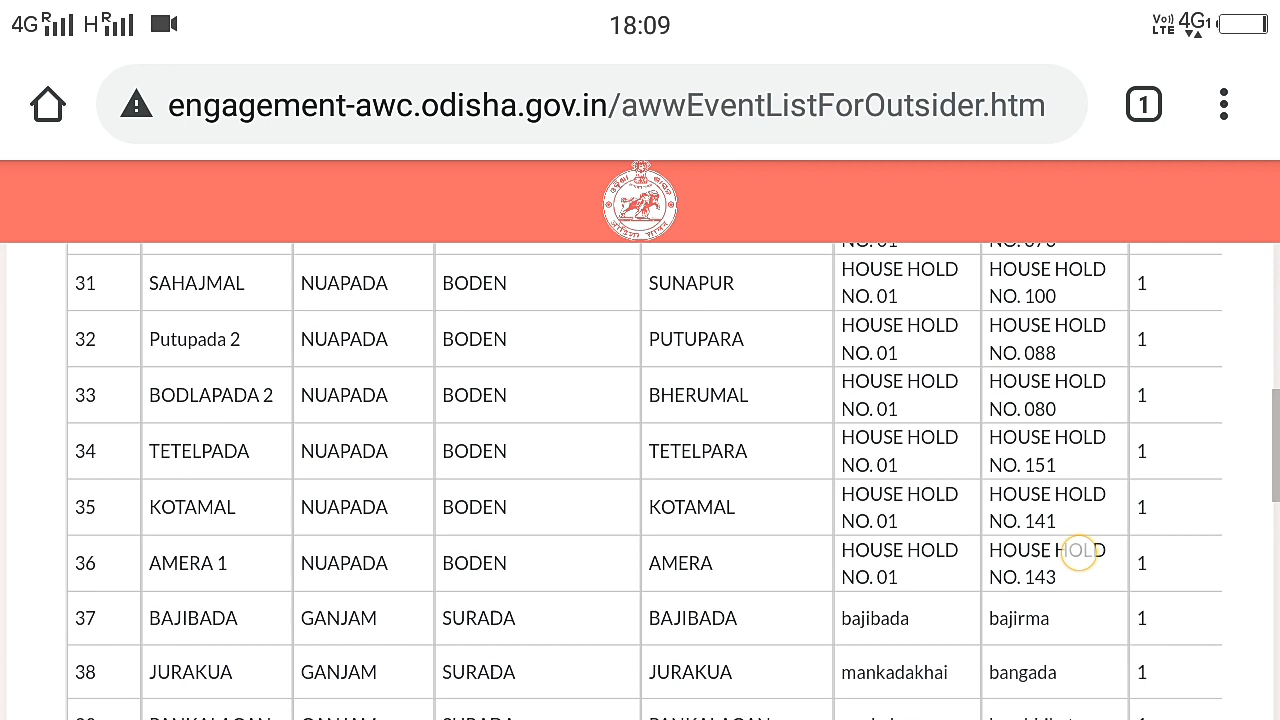 4G R H R 18:09 Vo)) LTE 4G 1
engagement-awc.odisha.gov.in/awwEventListForOutsider.htm 1
NO. 01
31 SAHAJMAL NUAPADA BODEN SUNAPUR HOUSE HOLD NO. 01 HOUSE HOLD NO. 100 1
32 Putupada 2 NUAPADA BODEN PUTUPARA HOUSE HOLD NO. 01 HOUSE HOLD NO. 088 1
33 BODLAPADA 2 NUAPADA BODEN BHERUMAL HOUSE HOLD NO. 01 HOUSE HOLD NO. 080 1
34 TETELPADA NUAPADA BODEN TETELPARA HOUSE HOLD NO. 01 HOUSE HOLD NO. 151 1
35 KOTAMAL NUAPADA BODEN KOTAMAL HOUSE HOLD NO. 01 HOUSE HOLD NO. 141 1
36 AMERA 1 NUAPADA BODEN AMERA HOUSE HOLD NO. 01 HOUSE HOLD NO. 143 1
37 BAJIBADA GANJAM SURADA BAJIBADA bajibada bajirma 1
38 JURAKUA GANJAM SURADA JURAKUA mankadakhai bangada 1